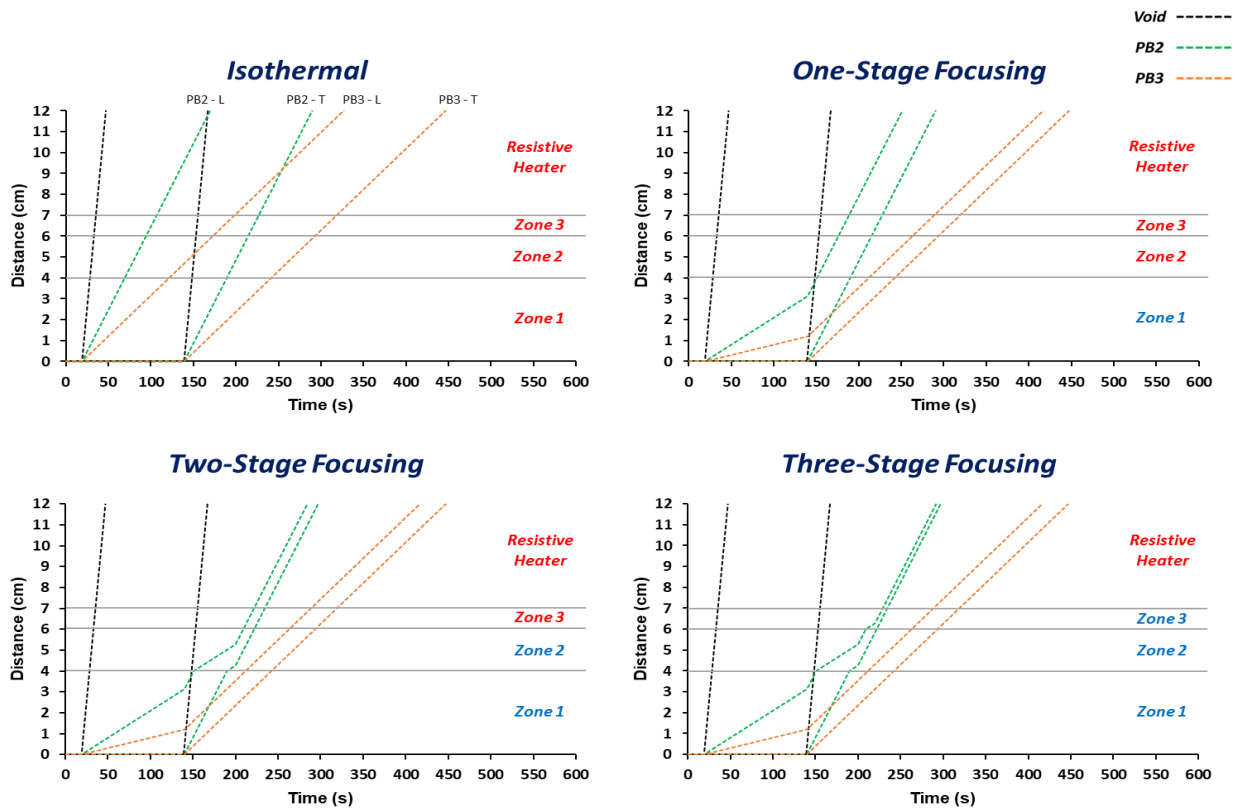 Void
PB2
PB3
Isothermal
PB2 - L
PB2 - T
PB3 - L
PB3 - T
Distance (cm)
12
11
10
9
8
7
6
5
4
3
2
1
0
Resistive
Heater
Zone 3
Zone 2
Zone 1
0 50 100 150 200 250 300 350 400 450 500 550 600
Time (s)
One-Stage Focusing
Distance (cm)
12
11
10
9
8
7
6
5
4
3
2
1
0
Resistive
Heater
Zone 3
Zone 2
Zone 1
0 50 100 150 200 250 300 350 400 450 500 550 600
Time (s)
Two-Stage Focusing
Distance (cm)
12
11
10
9
8
7
6
5
4
3
2
1
0
Resistive
Heater
Zone 3
Zone 2
Zone 1
0 50 100 150 200 250 300 350 400 450 500 550 600
Time (s)
Three-Stage Focusing
Distance (cm)
12
11
10
9
8
7
6
5
4
3
2
1
0
Resistive
Heater
Zone 3
Zone 2
Zone 1
0 50 100 150 200 250 300 350 400 450 500 550 600
Time (s)